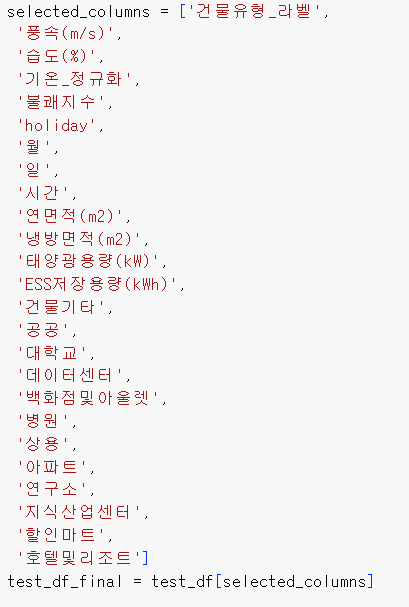 selected_columns = ['건물유형_라벨',
'풍속(m/s)',
'습도(%)',
'기온_정규화',
'불쾌지수',
'holiday',
'월',
'일',
'시간',
'연면적(m2)',
'냉방면적(m2)',
'태양광용량(kW)',
'ESS저장용량(kWh)',
'건물기타',
'공공',
'대학교',
'데이터센터',
'백화점및아울렛',
'병원',
'상용',
'아파트',
'연구소',
'지식산업센터',
'할인마트',
'호텔및리조트']
test_df_final = test_df[selected_columns]